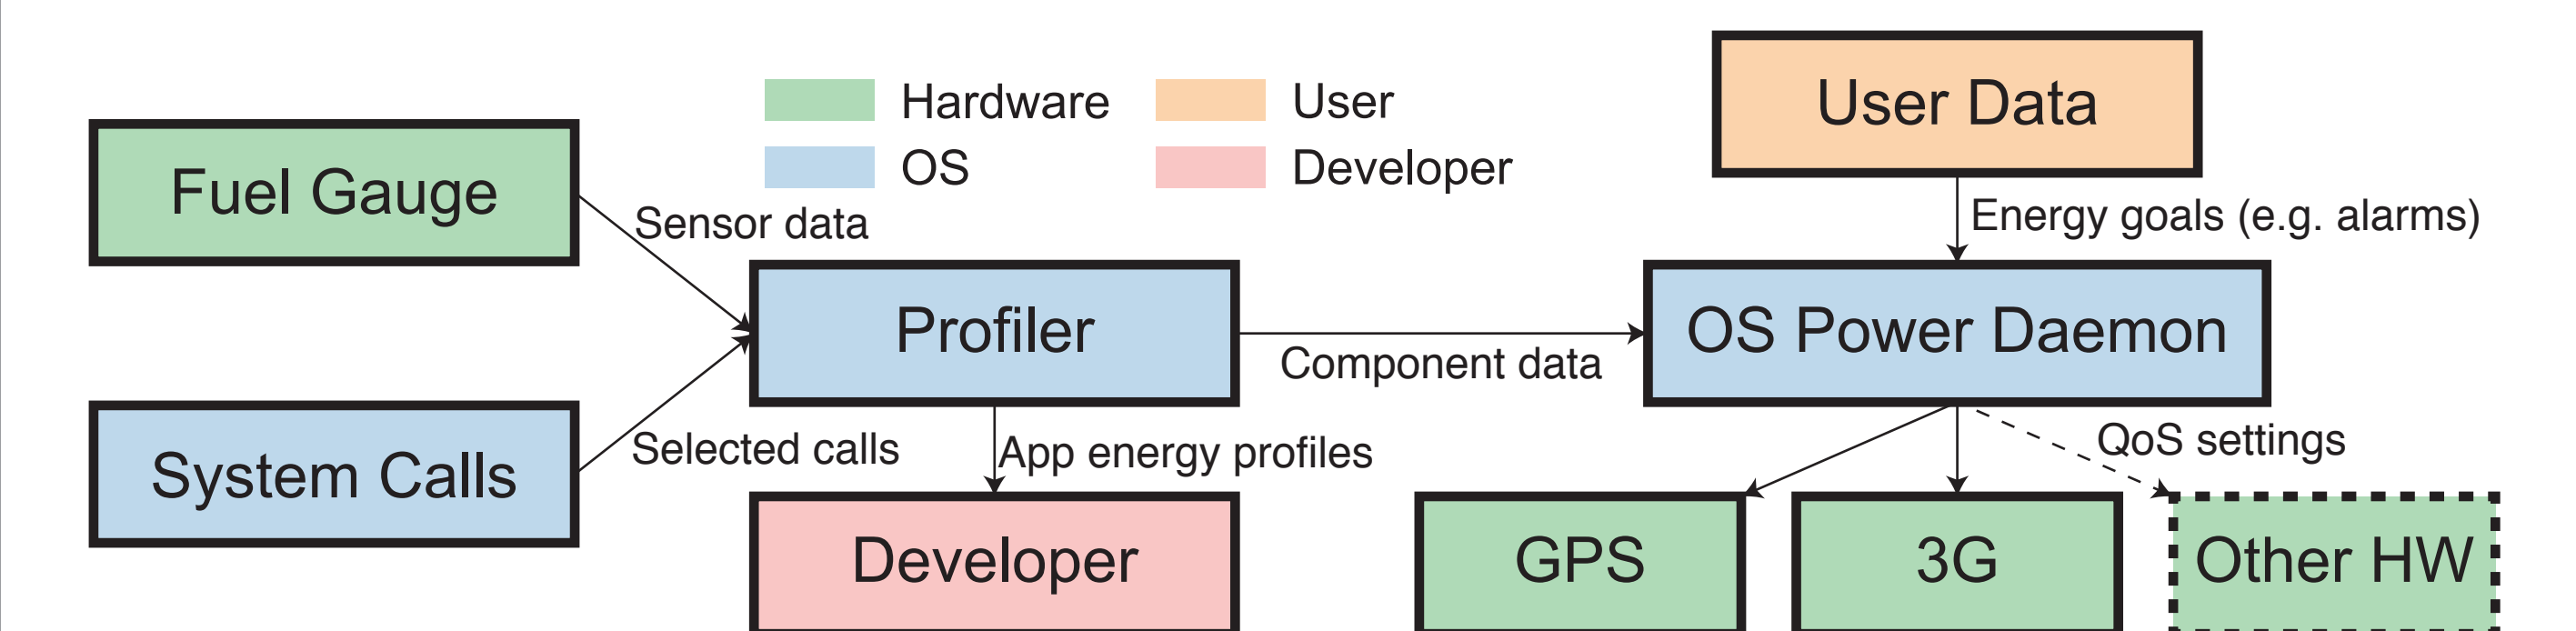 User Data
Hardware
User
OS
Developer
Fuel Gauge
Sensor data
Energy goals (e.g. alarms)
Profiler
Component data
OS Power Daemon
System Calls
Selected calls
App energy profiles
QoS settings
Developer
GPS
3G
Other HW